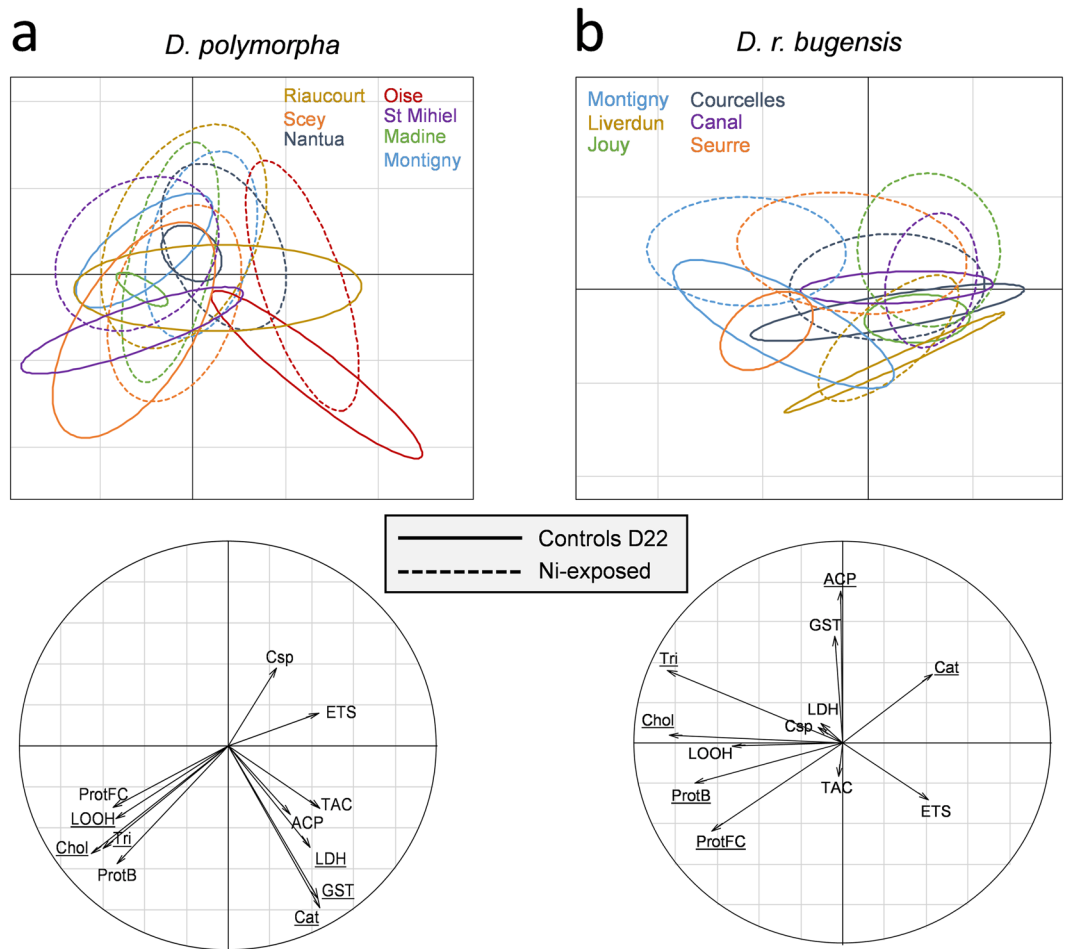 a
D. polymorpha
Riaucourt
Scey
Nantua
Oise
St Mihiel
Madine
Montigny
b
D. r. bugensis
Montigny
Liverdun
Jouy
Courcelles
Canal
Seurre
Controls D22
Ni-exposed
Csp
ETS
ProtFC
LOOH
Tri
Chol
ProtB
TAC
ACP
LDH
GST
Cat
ACP
GST
Tri
Cat
LDH
Chol
Csp
LOOH
TAC
ProtB
ETS
ProtFC